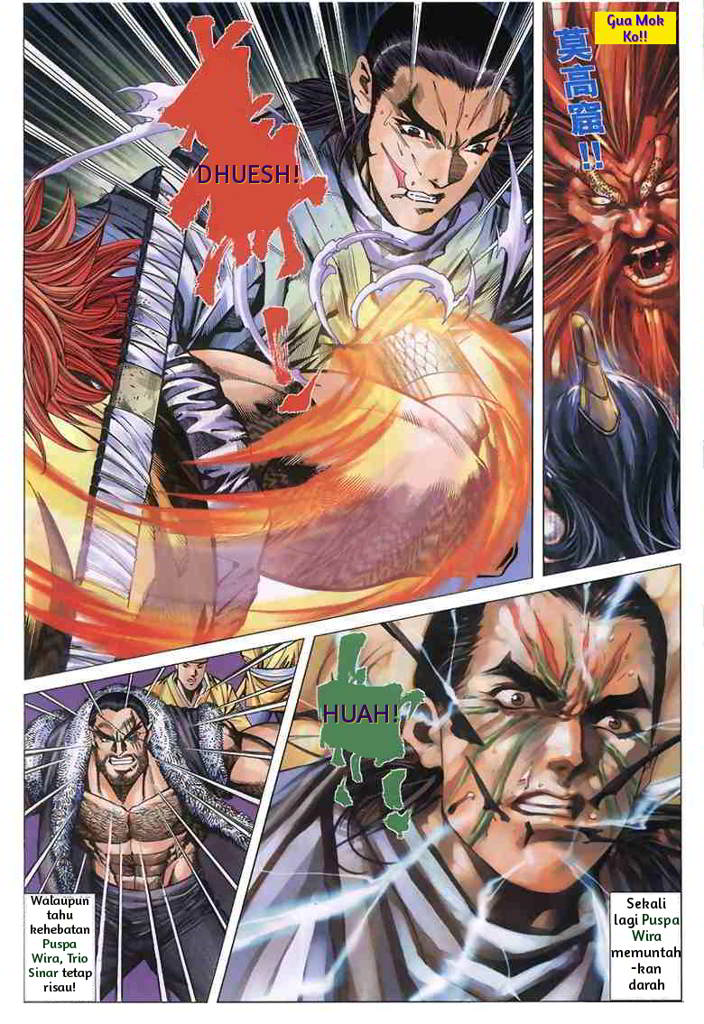 Gua Mok
Ko!!
莫高窟!!
DHUESH!
HUAH!
Walaupun
tahu
kehebatan
Puspa
Wira, Trio
Sinar tetap
risau!
Sekali
lagi Puspa
Wira
memuntah
-kan
darah